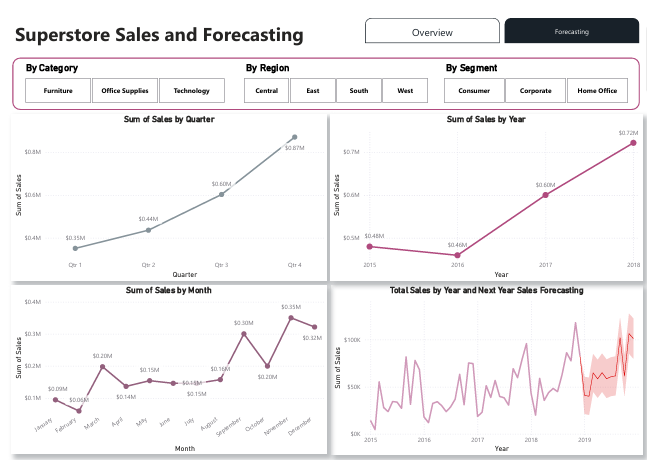 Superstore Sales and Forecasting
Overview
Forecasting
By Category
By Region
By Segment
Furniture
Office Supplies
Technology
Central
East
South
West
Consumer
Corporate
Home Office
Sum of Sales by Quarter
Sum of Sales
$0.8M
$0.6M
$0.4M
$0.35M
$0.44M
$0.60M
$0.87M
Qtr 1
Qtr 2
Qtr 3
Qtr 4
Quarter
Sum of Sales by Year
Sum of Sales
$0.7M
$0.6M
$0.5M
$0.48M
$0.46M
$0.60M
$0.72M
2015
2016
2017
2018
Year
Sum of Sales by Month
Sum of Sales
$0.4M
$0.3M
$0.2M
$0.1M
$0.09M
$0.06M
$0.20M
$0.14M
$0.15M
$0.15M
$0.15M
$0.16M
$0.30M
$0.20M
$0.35M
$0.32M
January
February
March
April
May
June
July
August
September
October
November
December
Month
Total Sales by Year and Next Year Sales Forecasting
Sum of Sales
$100K
$50K
$0K
2015
2016
2017
2018
2019
Year